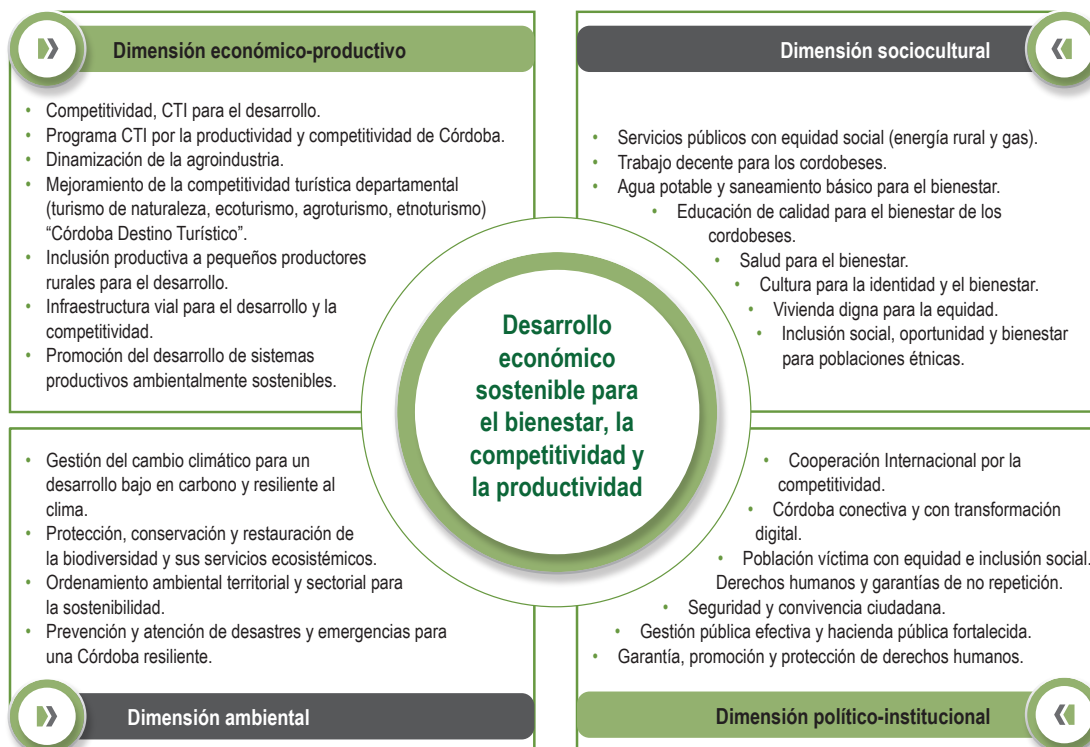 Dimensión económico-productivo
• Competitividad, CTI para el desarrollo.
• Programa CTI por la productividad y competitividad de Córdoba.
• Dinamización de la agroindustria.
• Mejoramiento de la competitividad turística departamental
(turismo de naturaleza, ecoturismo, agroturismo, etnoturismo)
“Córdoba Destino Turístico”.
• Inclusión productiva a pequeños productores
rurales para el desarrollo.
• Infraestructura vial para el desarrollo y la
competitividad.
• Promoción del desarrollo de sistemas
productivos ambientalmente sostenibles.
Dimensión sociocultural
• Servicios públicos con equidad social (energía rural y gas).
• Trabajo decente para los cordobeses.
• Agua potable y saneamiento básico para el bienestar.
• Educación de calidad para el bienestar de los
cordobeses.
• Salud para el bienestar.
• Cultura para la identidad y el bienestar.
• Vivienda digna para la equidad.
• Inclusión social, oportunidad y bienestar
para poblaciones étnicas.
Desarrollo
económico
sostenible para
el bienestar, la
competitividad y
la productividad
• Gestión del cambio climático para un
desarrollo bajo en carbono y resiliente al
clima.
• Protección, conservación y restauración de
la biodiversidad y sus servicios ecosistémicos.
• Ordenamiento ambiental territorial y sectorial para
la sostenibilidad.
• Prevención y atención de desastres y emergencias para
una Córdoba resiliente.
Dimensión ambiental
• Cooperación Internacional por la
competitividad.
• Córdoba conectiva y con transformación
digital.
• Población víctima con equidad e inclusión social.
Derechos humanos y garantías de no repetición.
• Seguridad y convivencia ciudadana.
• Gestión pública efectiva y hacienda pública fortalecida.
• Garantía, promoción y protección de derechos humanos.
Dimensión político-institucional